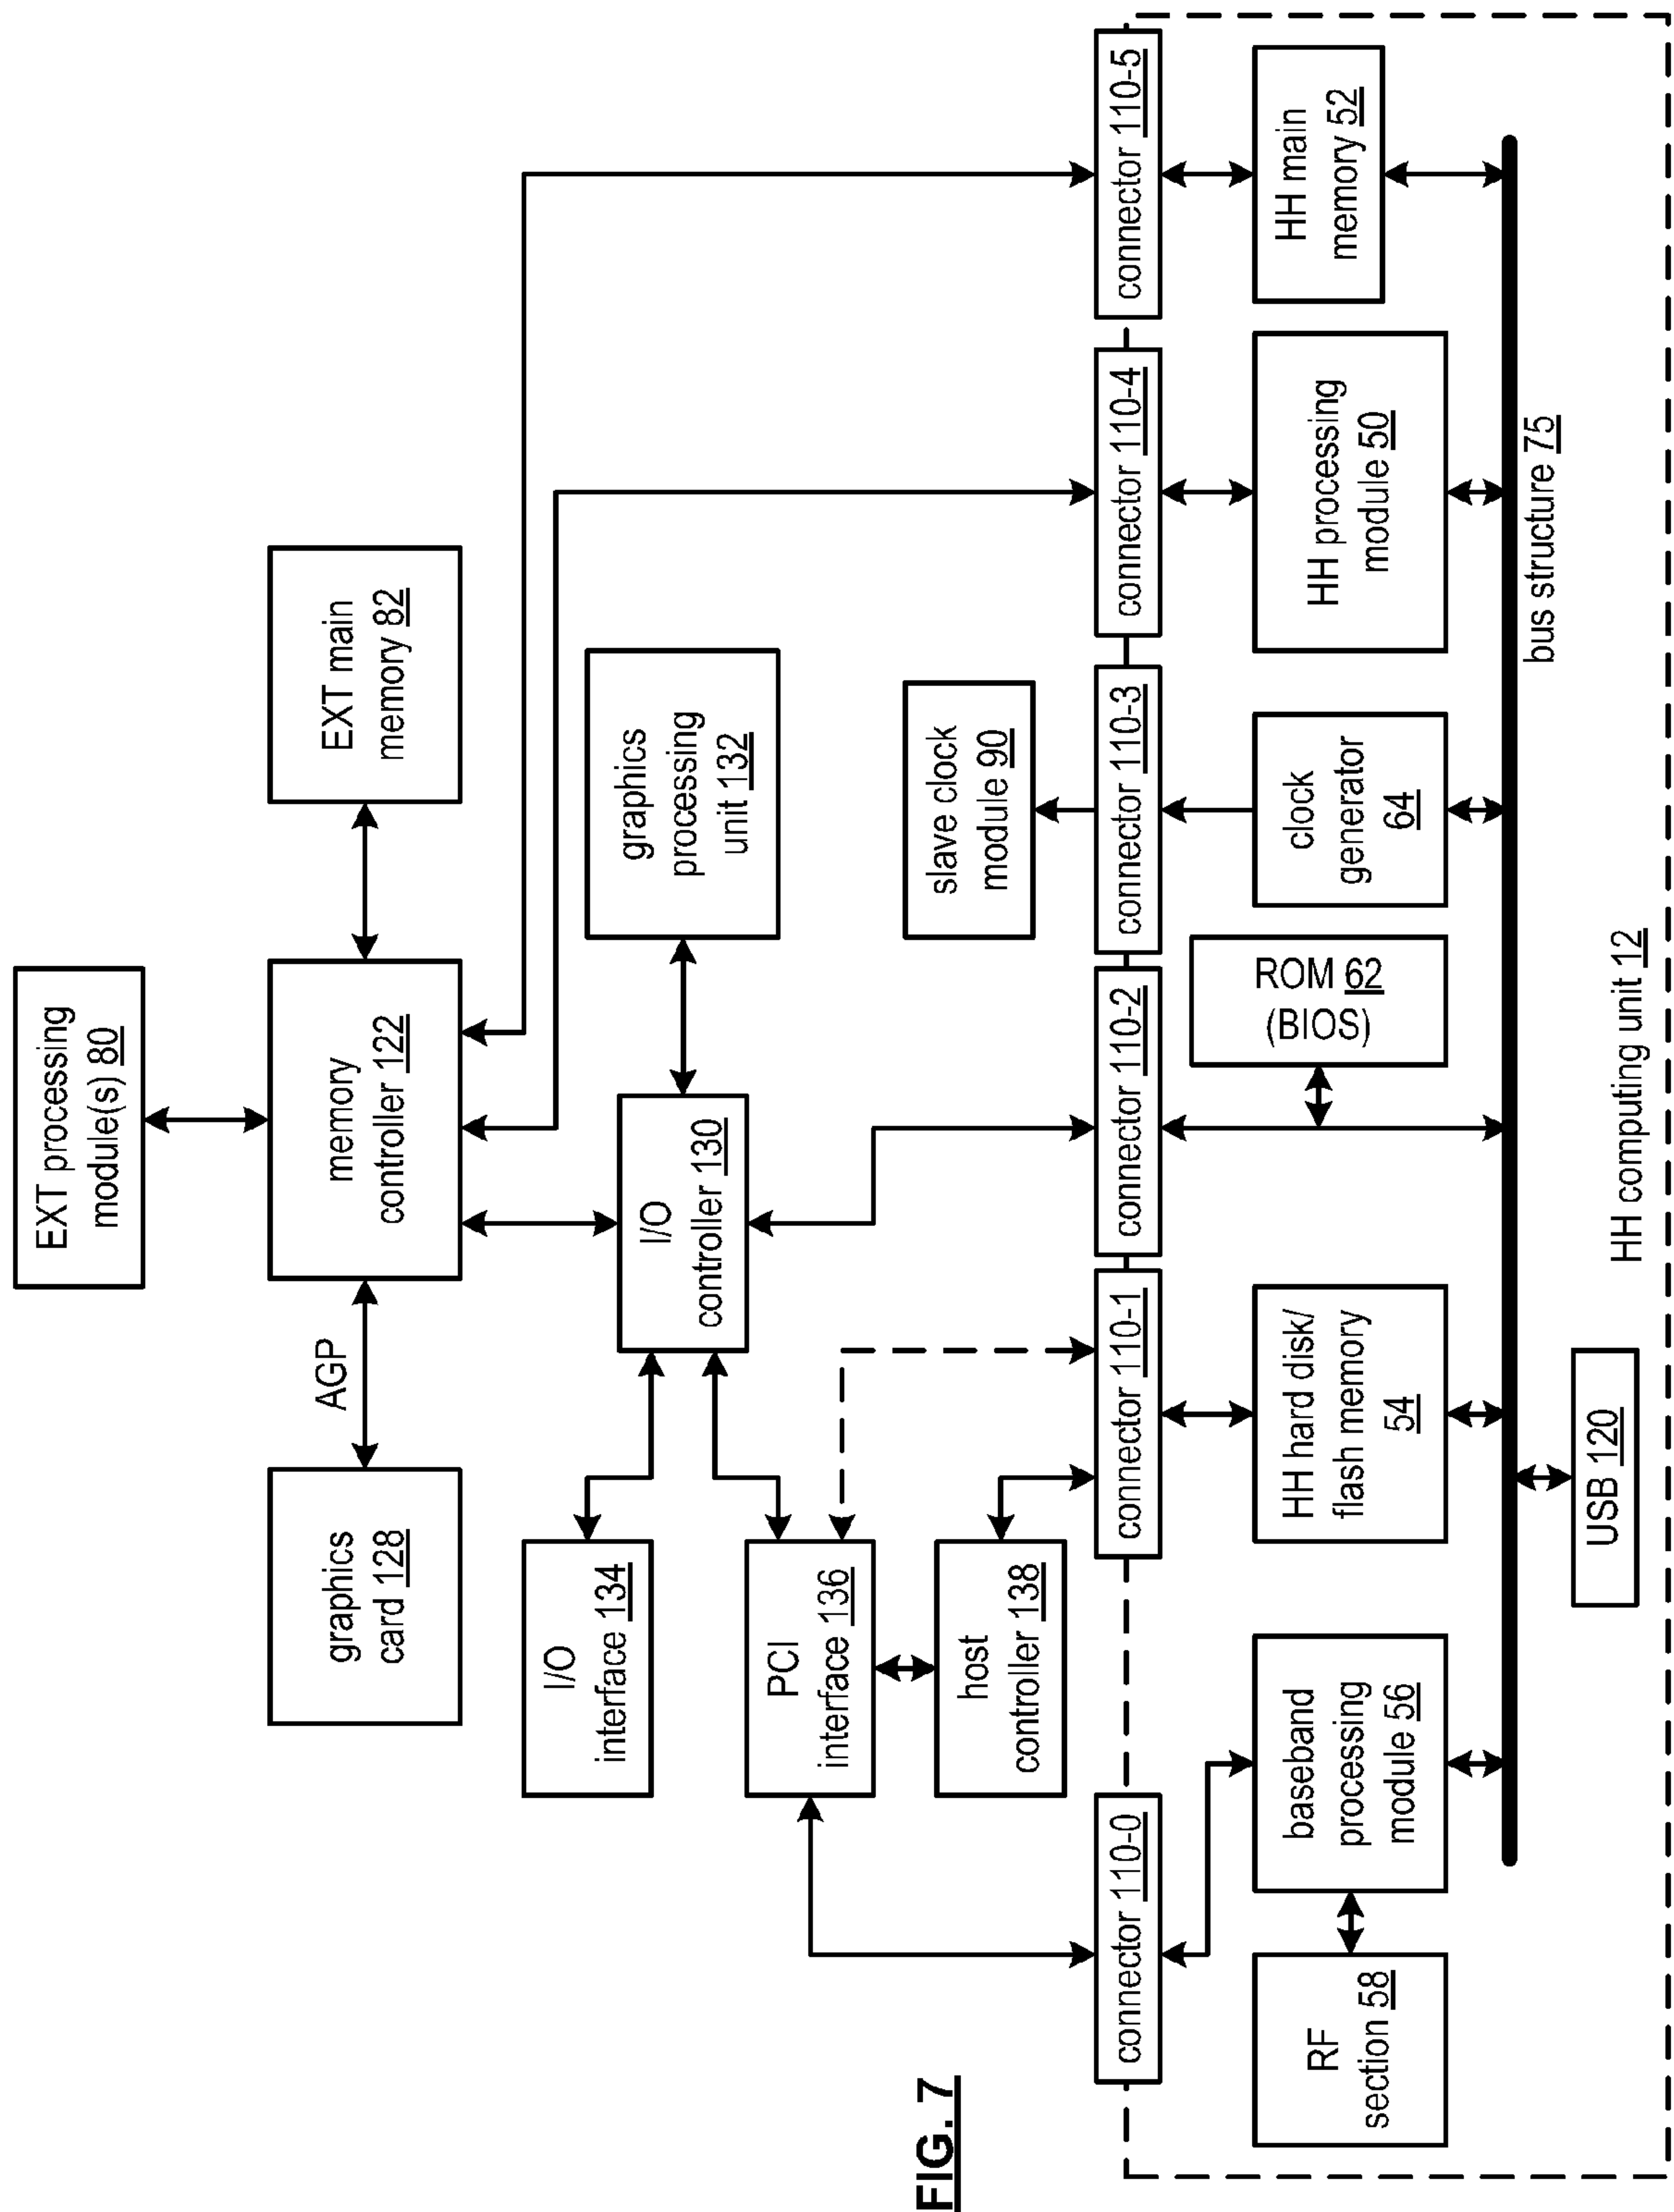 EXT processing
module(s) 80
graphics
card 128
AGP
memory
controller 122
EXT main
memory 82
I/O
interface 134
I/O
controller 130
graphics
processing
unit 132
PCI
interface 136
host
controller 138
slave clock
module 90
FIG. 7
connector 110-0
connector 110-1
connector 110-2
connector 110-3
connector 110-4
connector 110-5
RF
section 58
baseband
processing
module 56
HH hard disk/
flash memory
54
ROM 62
(BIOS)
clock
generator
64
HH processing
module 50
HH main
memory 52
bus structure 75
USB 120
HH computing unit 12